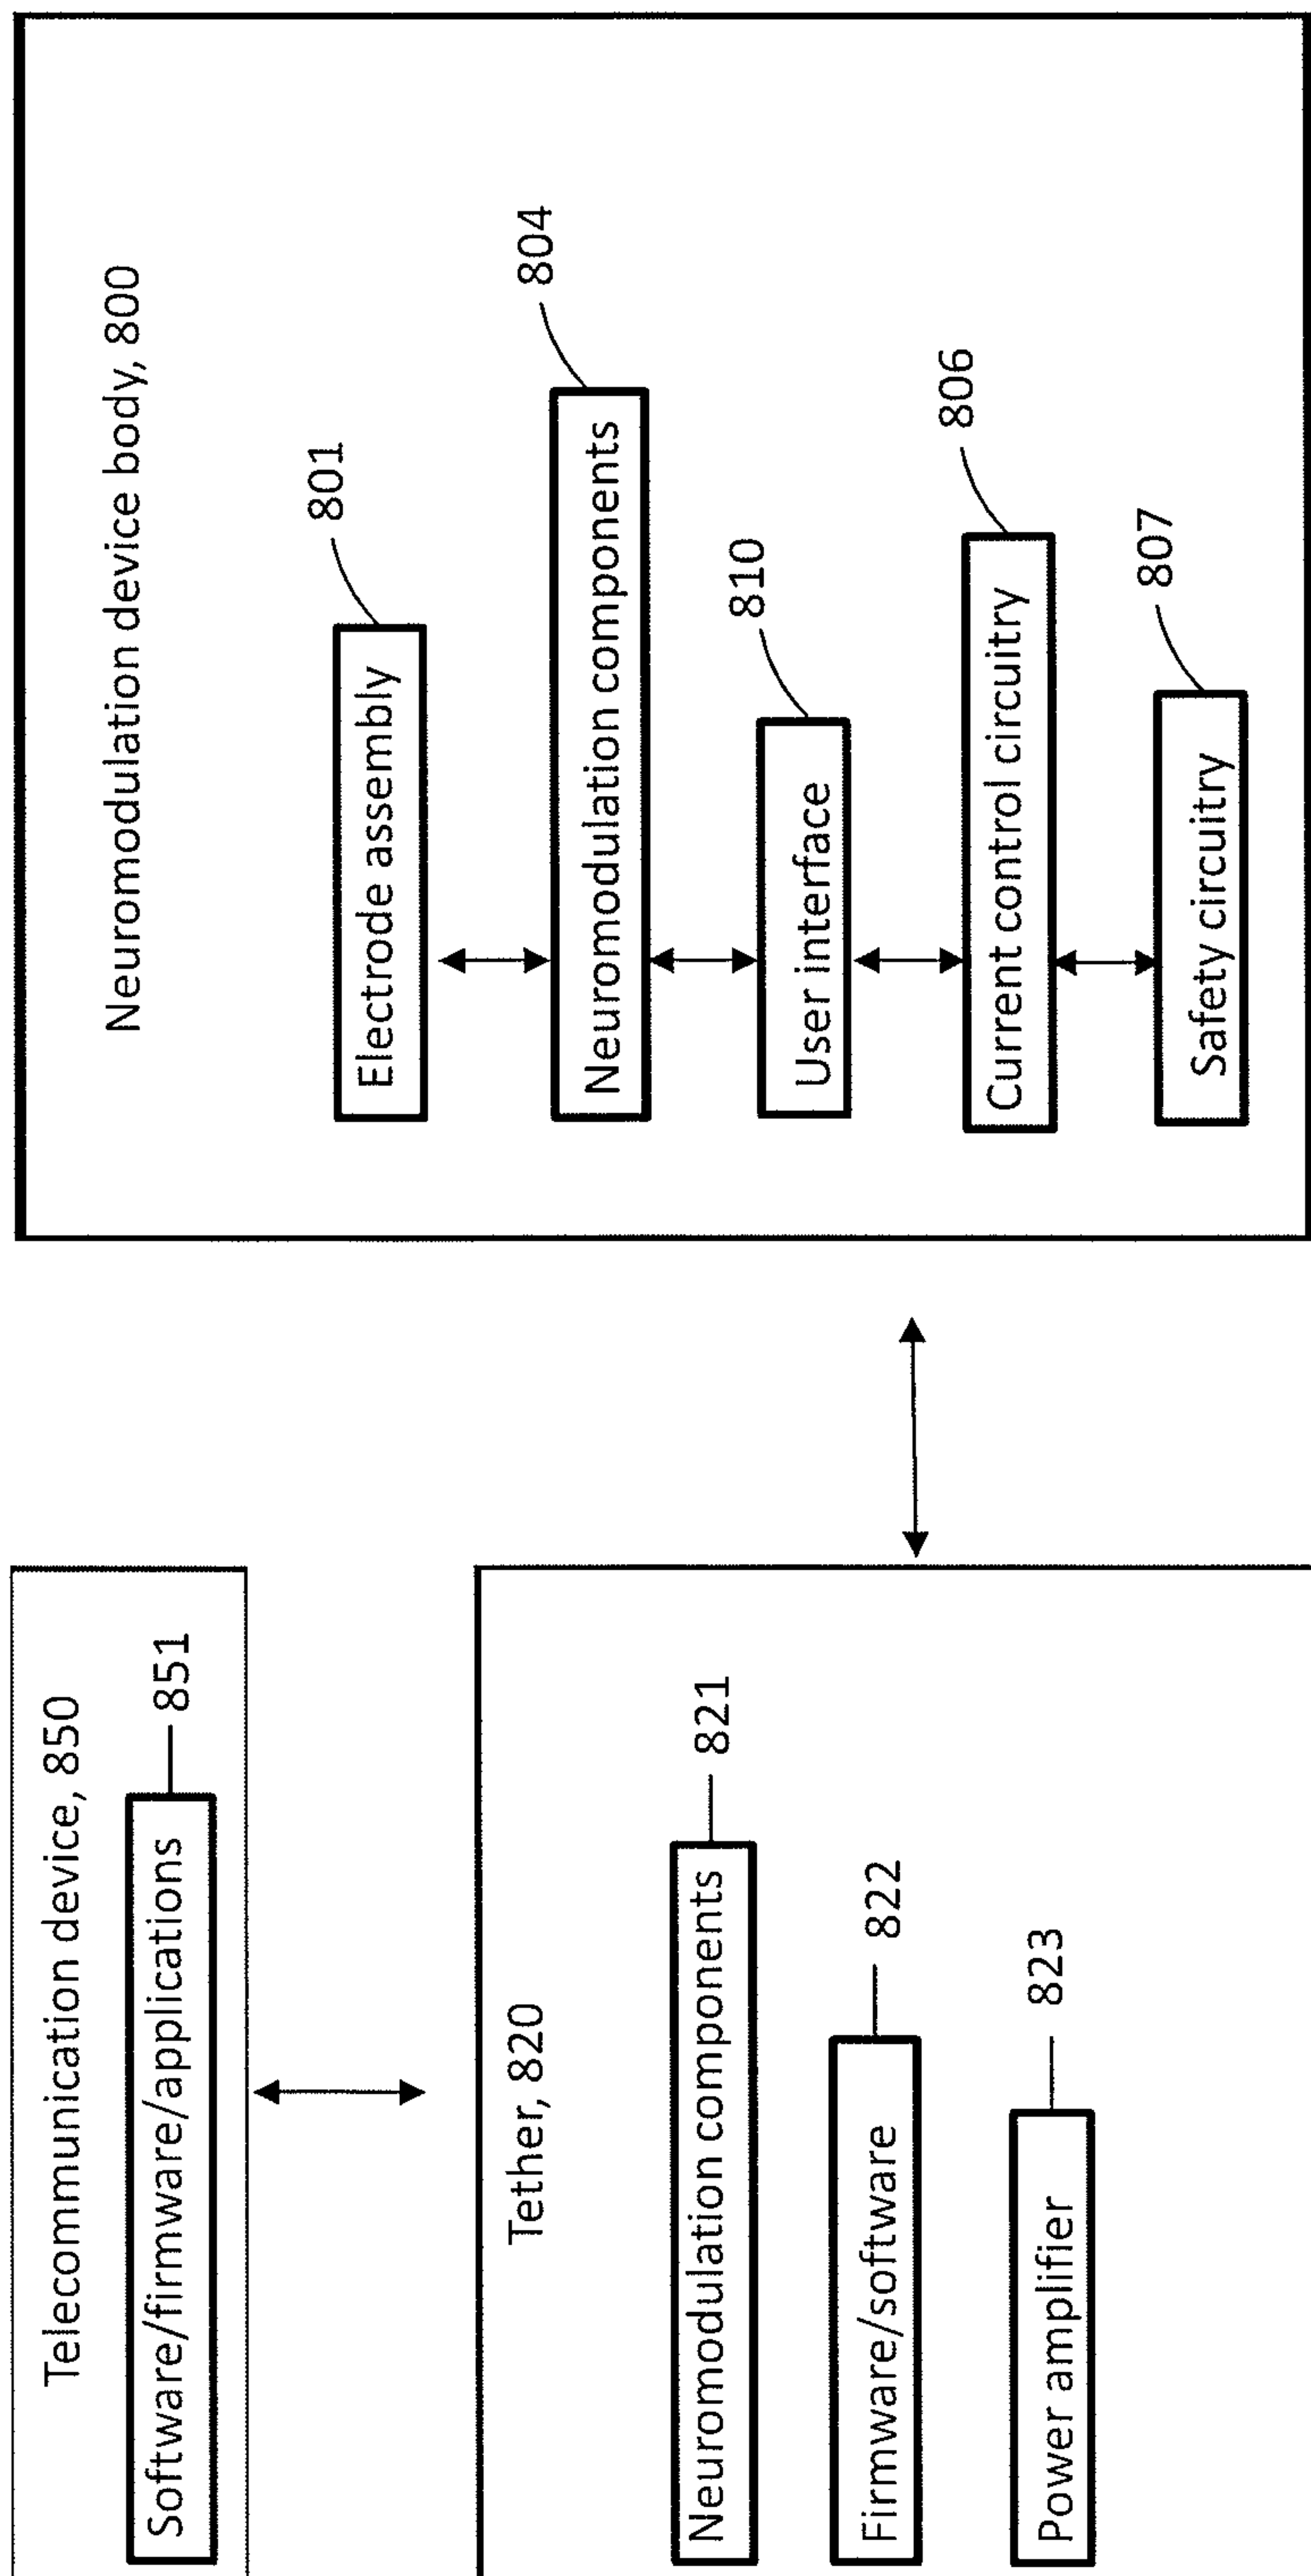 Telecommunication device, 850
Software/firmware/applications
851
Tether, 820
Neuromodulation components
821
Firmware/software
822
Power amplifier
823
Neuromodulation device body, 800
Electrode assembly
801
Neuromodulation components
804
User interface
810
Current control circuitry
806
Safety circuitry
807